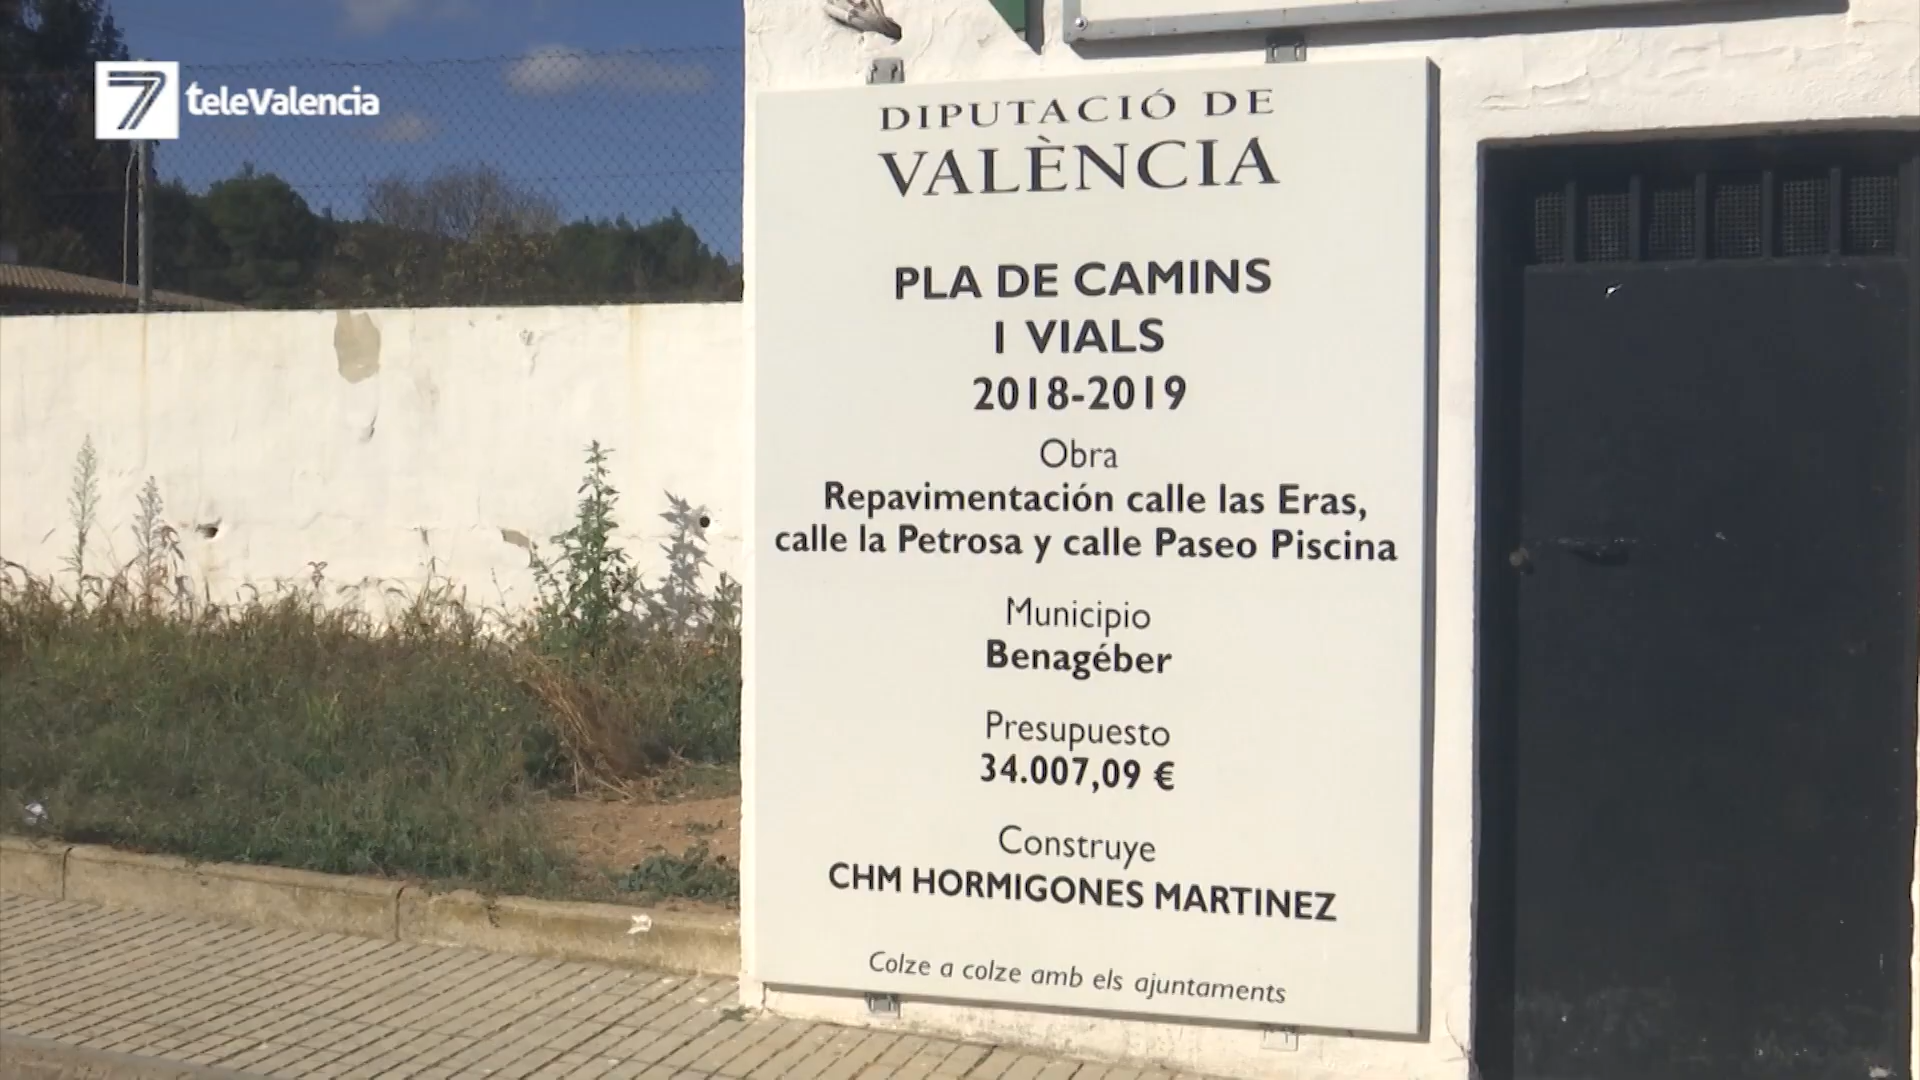 7 teleValencia
DIPUTACIÓ DE
VALÈNCIA
PLA DE CAMINS
I VIALS
2018-2019
Obra
Repavimentación calle las Eras,
calle la Petrosa y calle Paseo Piscina
Municipio
Benagéber
Presupuesto
34.007,09 €
Construye
CHM HORMIGONES MARTINEZ
Colze a colze amb els ajuntaments